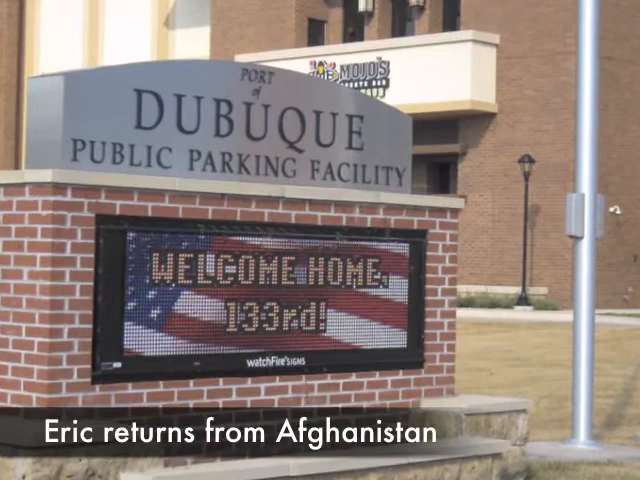 PORT
of
DUBUQUE
PUBLIC PARKING FACILITY
MOJO'S
WELCOME HOME,
133rd!
watchFire SIGNS
Eric returns from Afghanistan